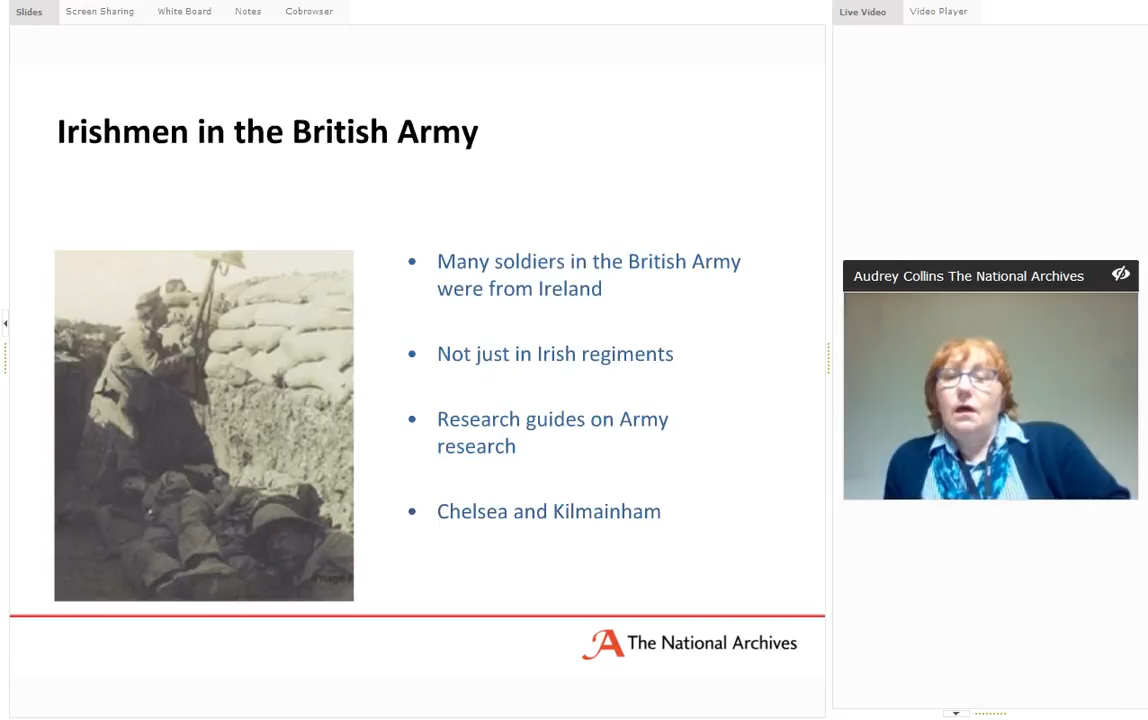 Slides
Screen Sharing
White Board
Notes
Cobrowser
Live Video
Video Player
Irishmen in the British Army
• Many soldiers in the British Army
were from Ireland
• Not just in Irish regiments
• Research guides on Army
research
• Chelsea and Kilmainham
Image
The National Archives
Audrey Collins The National Archives